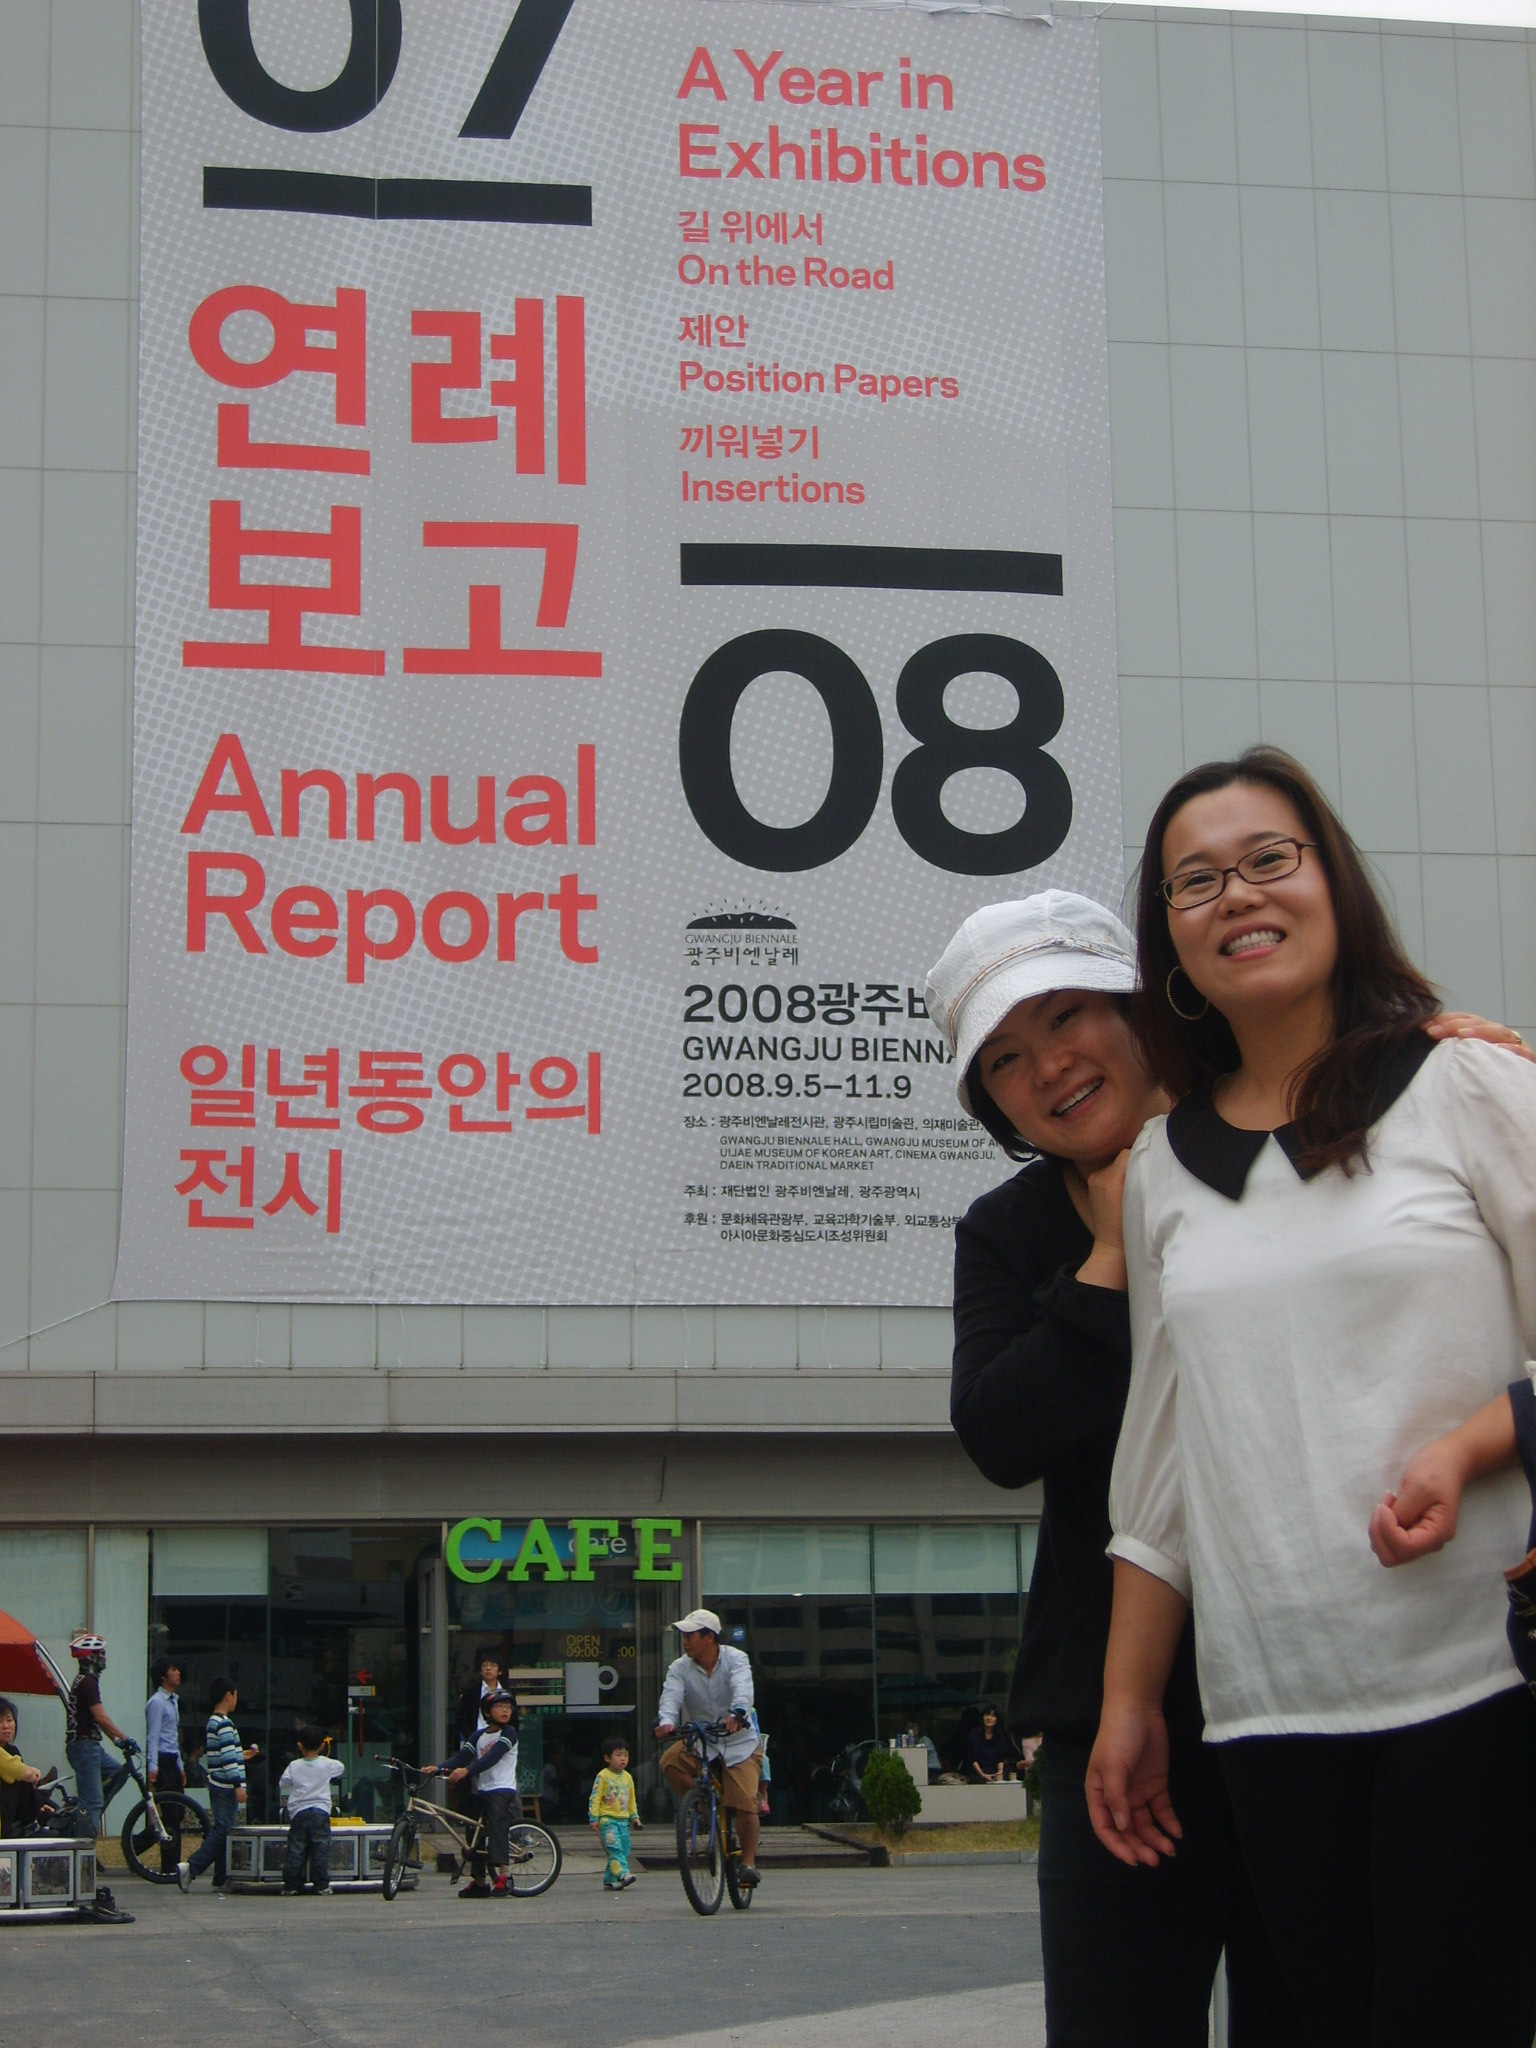 07
연례
보고
Annual
Report
일년동안의
전시
A Year in
Exhibitions
길 위에서
On the Road
제안
Position Papers
끼워넣기
Insertions
08
GWANGJU BIENNALE
광주비엔날레
2008광주비
GWANGJU BIENN
2008.9.5–11.9
장소 : 광주비엔날레전시관, 광주시립미술관, 의재미술관,
GWANGJU BIENNALE HALL, GWANGJU MUSEUM OF
UIJAE MUSEUM OF KOREAN ART, CINEMA GWANGJU,
DAEIN TRADITIONAL MARKET
주최 : 재단법인 광주비엔날레, 광주광역시
후원 : 문화체육관광부, 교육과학기술부, 외교통상부
아시아문화중심도시조성위원회
CAFE
cafe
OPEN
09:00- :00